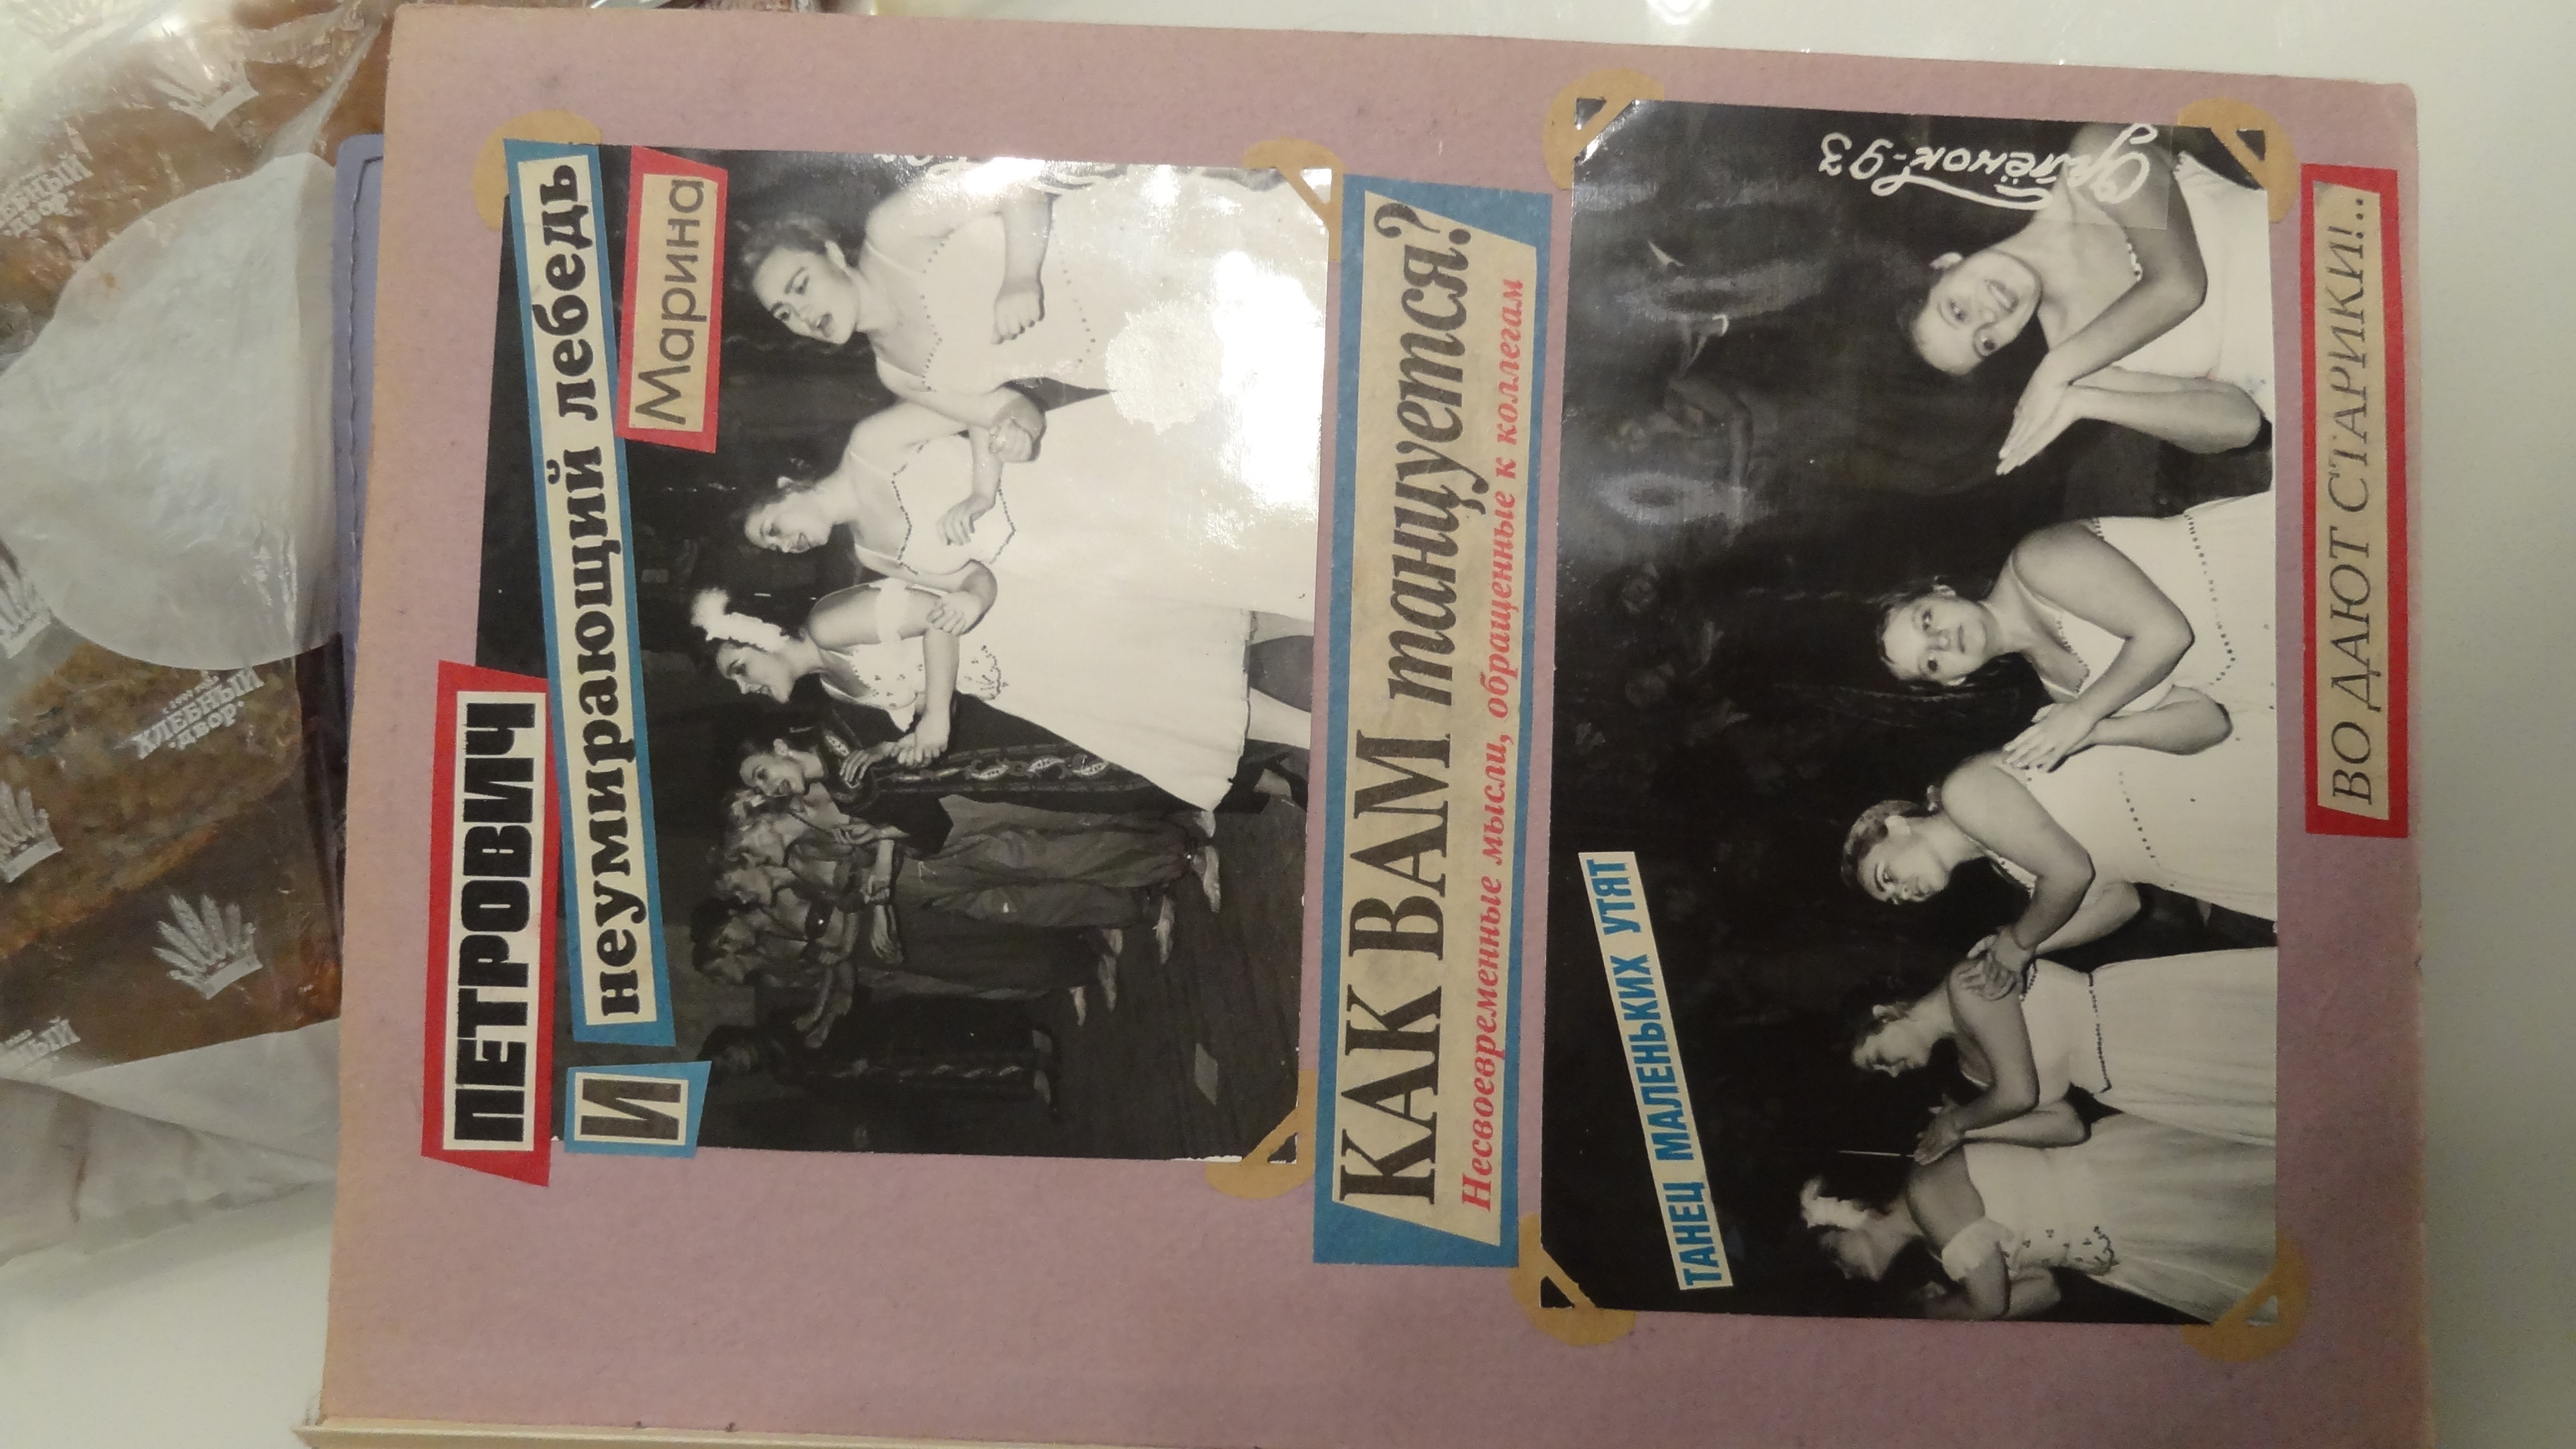 ПЕТРОВИЧ
И неумирающий лебедь
Марина
КАК ВАМ танцуется?
Несвоевременные мысли, обращенные к коллегам
ТАНЕЦ МАЛЕНЬКИХ УТЯТ
Орлёнок-93
ВО ДАЮТ СТАРИКИ!..
ХЛЕБНЫЙ
ДВОР